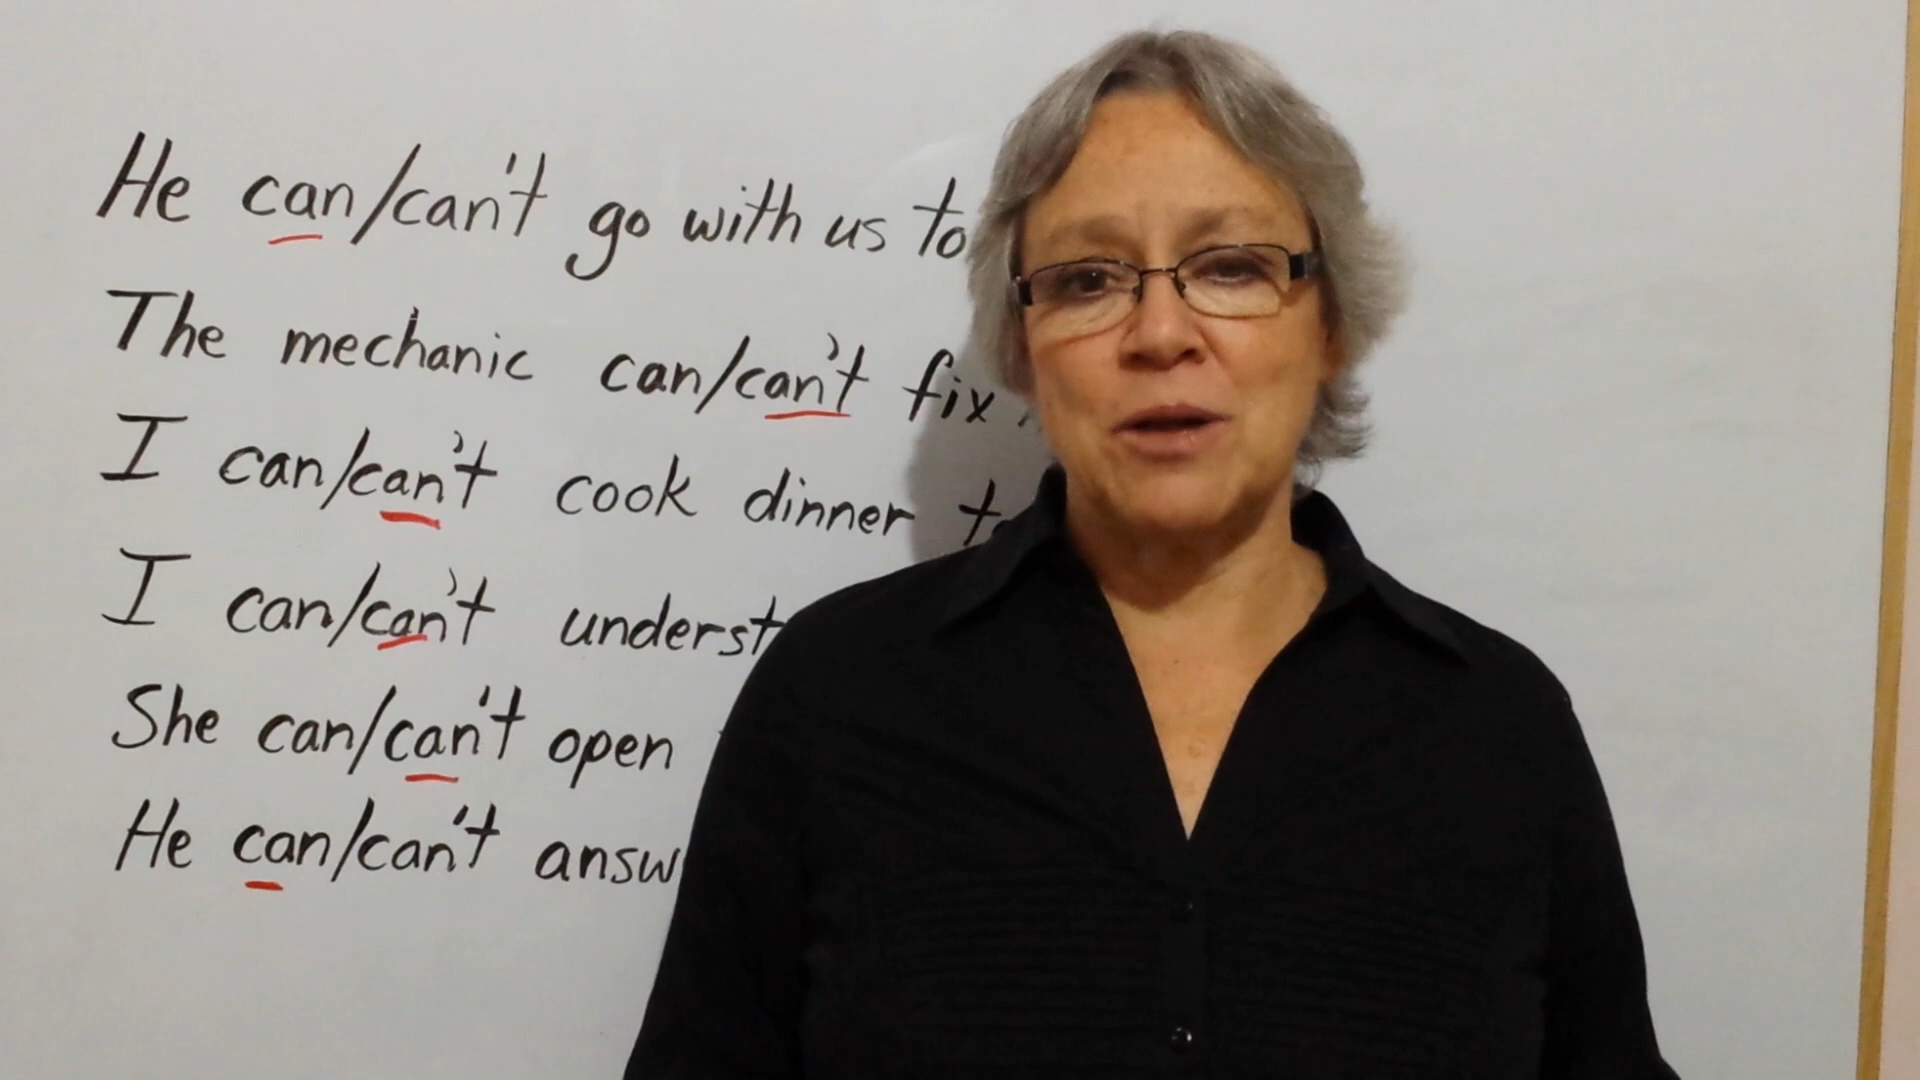 He can/can't go with us to
The mechanic can/can't fix
I can/can't cook dinner
I can/can't underst
She can/can't open
He can/can't answ